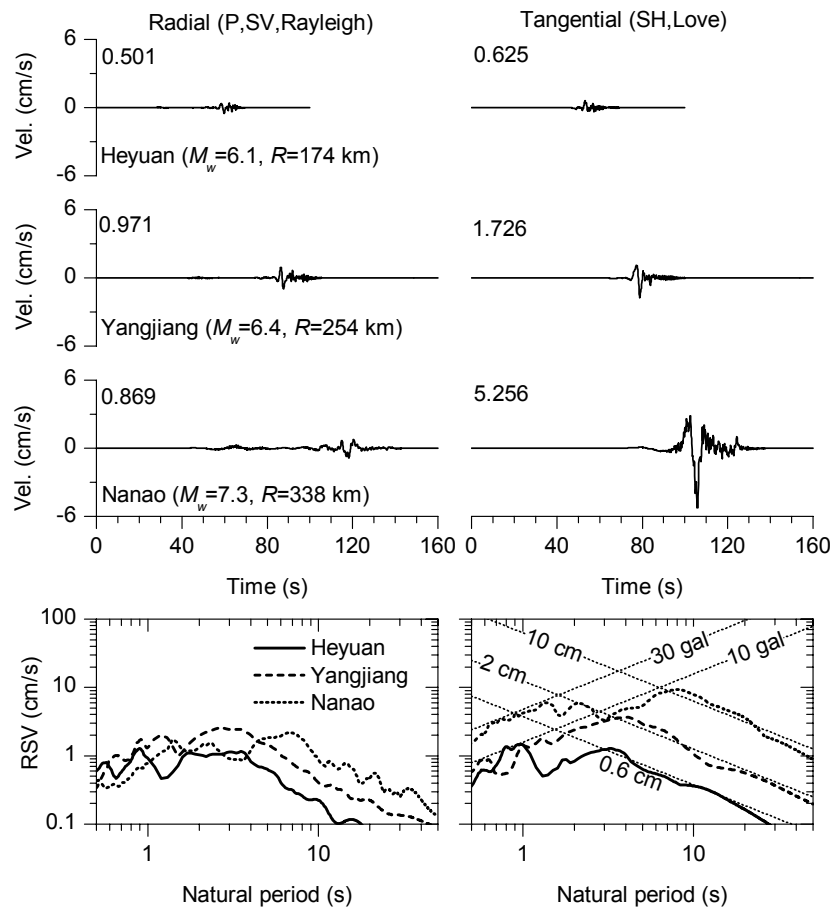 Radial (P,SV,Rayleigh)
Tangential (SH,Love)
6
0
-6
Vel. (cm/s)
0.501
0.625
Heyuan (Mw=6.1, R=174 km)
6
0
-6
Vel. (cm/s)
0.971
1.726
Yangjiang (Mw=6.4, R=254 km)
6
0
-6
Vel. (cm/s)
0.869
5.256
Nanao (Mw=7.3, R=338 km)
0 40 80 120 160
0 40 80 120 160
Time (s)
Time (s)
100
10
1
0.1
RSV (cm/s)
Heyuan
Yangjiang
Nanao
10 cm
2 cm
0.6 cm
30 gal
10 gal
1 10
1 10
Natural period (s)
Natural period (s)